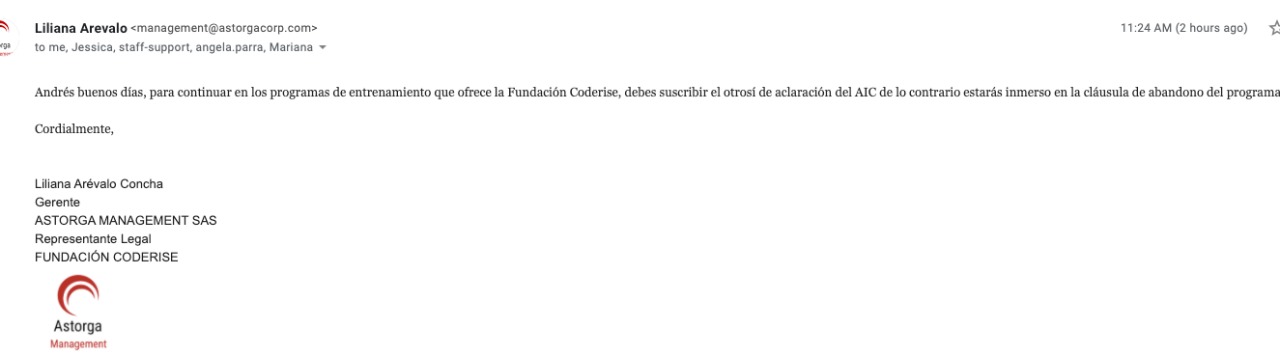 Liliana Arevalo <management@astorgacorp.com>
11:24 AM (2 hours ago)
to me, Jessica, staff-support, angela.parra, Mariana
Andrés buenos días, para continuar en los programas de entrenamiento que ofrece la Fundación Coderise, debes suscribir el otrosí de aclaración del AIC de lo contrario estarás inmerso en la cláusula de abandono del programa
Cordialmente,
Liliana Arévalo Concha
Gerente
ASTORGA MANAGEMENT SAS
Representante Legal
FUNDACIÓN CODERISE
Astorga
Management